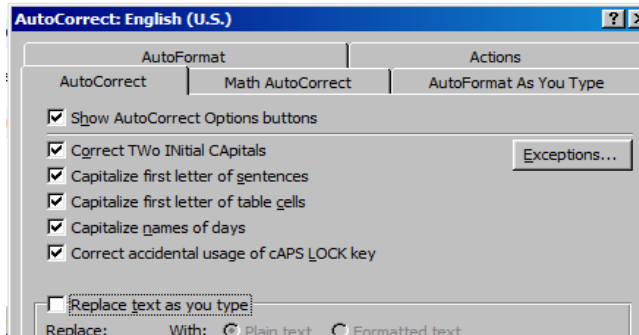 AutoCorrect: English (U.S.)
AutoFormat Actions
AutoCorrect Math AutoCorrect AutoFormat As You Type
Show AutoCorrect Options buttons
Correct TWo INitial CApitals Exceptions...
Capitalize first letter of sentences
Capitalize first letter of table cells
Capitalize names of days
Correct accidental usage of cAPS LOCK key
Replace text as you type
Replace: With: Plain text Formatted text